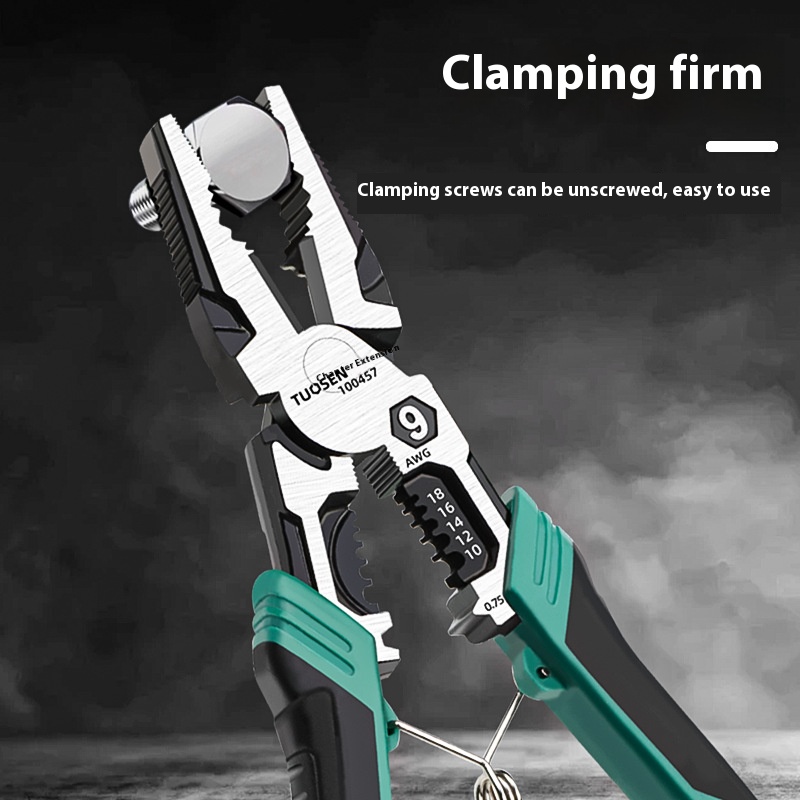 Clamping firm
Clamping screws can be unscrewed, easy to use
TUOSEN
100457
9
AWG
18
16
14
12
10
0.75